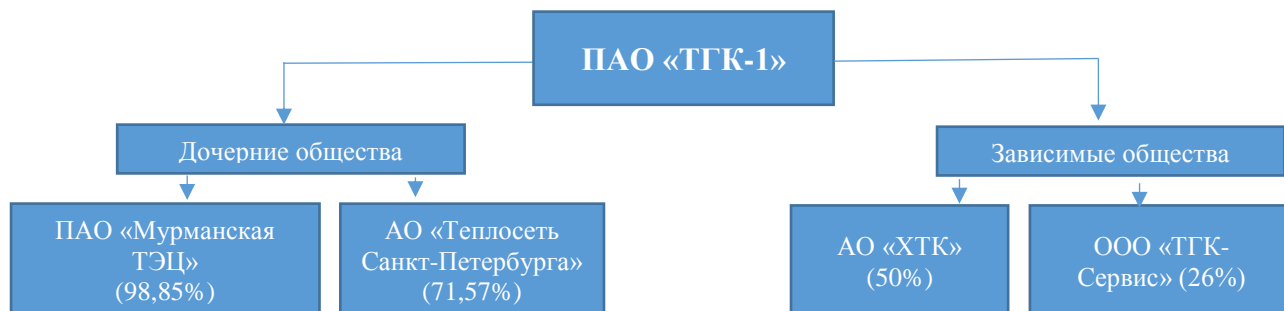 ПАО «ТГК-1»
Дочерние общества
Зависимые общества
ПАО «Мурманская
ТЭЦ»
(98,85%)
АО «Теплосеть
Санкт-Петербурга»
(71,57%)
АО «ХТК»
(50%)
ООО «ТГК-
Сервис» (26%)